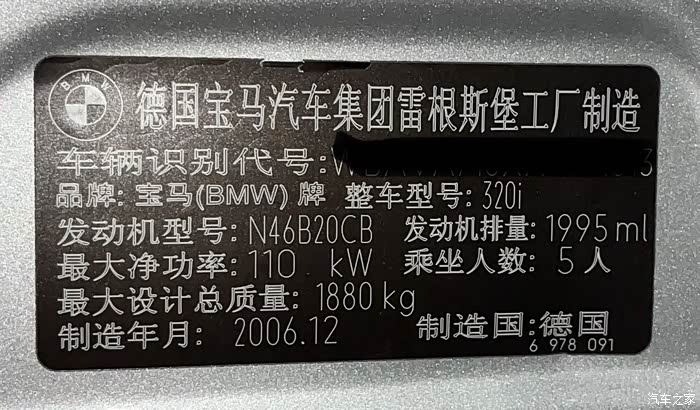 BMW
德国宝马汽车集团雷根斯堡工厂制造
车辆识别代号:
品牌: 宝马(BMW) 牌 整车型号: 320i
发动机型号: N46B20CB 发动机排量: 1995 ml
最大净功率: 110 kW 乘坐人数: 5 人
最大设计总质量: 1880 kg
制造年月: 2006.12 制造国: 德国
6 978 091
汽车之家